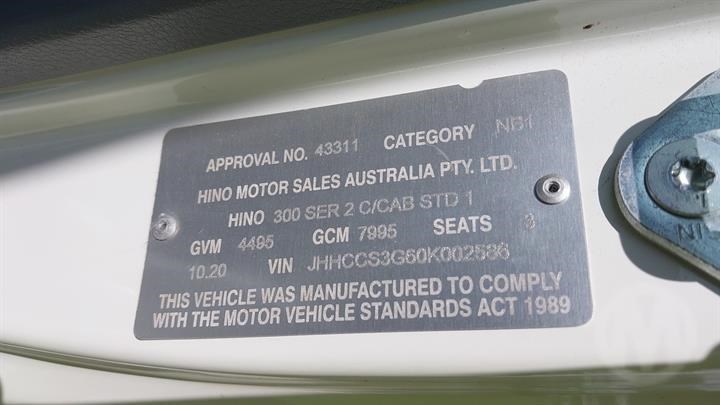 APPROVAL NO. 43311 CATEGORY NB1
HINO MOTOR SALES AUSTRALIA PTY. LTD.
HINO 300 SER 2 C/CAB STD 1
GVM 4495 GCM 7995 SEATS 3
10.20 VIN JHHCCS3G60K002586
THIS VEHICLE WAS MANUFACTURED TO COMPLY
WITH THE MOTOR VEHICLE STANDARDS ACT 1989